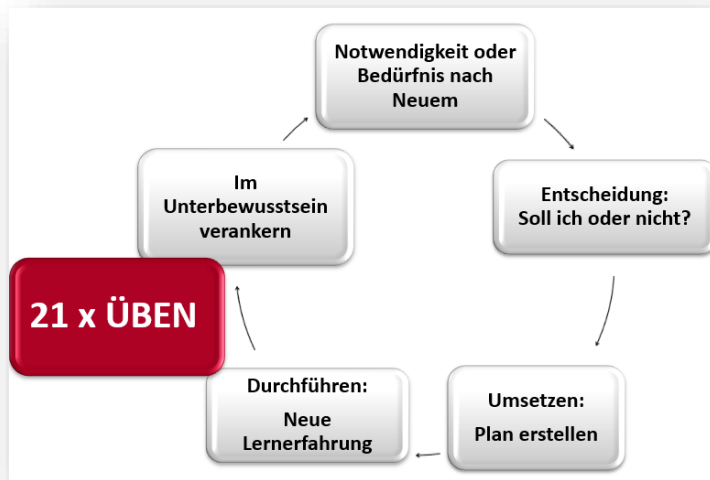 Notwendigkeit oder
Bedürfnis nach
Neuem
Entscheidung:
Soll ich oder nicht?
Umsetzen:
Plan erstellen
Durchführen:
Neue
Lernerfahrung
21 x ÜBEN
Im
Unterbewusstsein
verankern